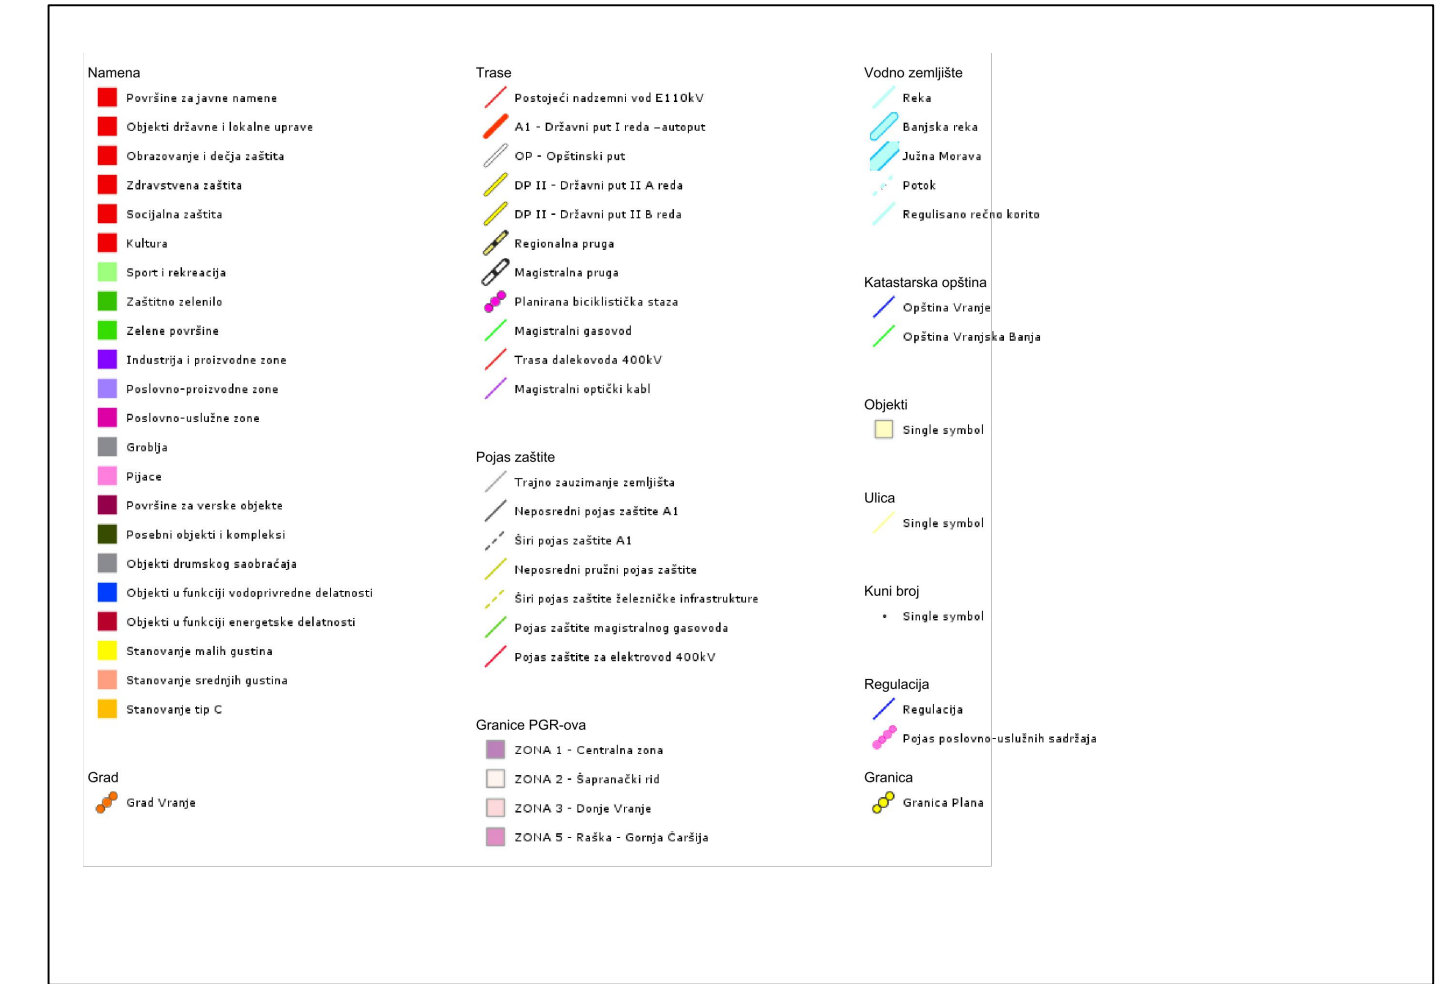 Namena
Površine za javne namene
Objekti državne i lokalne uprave
Obrazovanje i dečja zaštita
Zdravstvena zaštita
Socijalna zaštita
Kultura
Sport i rekreacija
Zaštitno zelenilo
Zelene površine
Industrija i proizvodne zone
Poslovno-proizvodne zone
Poslovno-uslužne zone
Groblja
Pijace
Površine za verske objekte
Posebni objekti i kompleksi
Objekti drumskog saobraćaja
Objekti u funkciji vodoprivredne delatnosti
Objekti u funkciji energetske delatnosti
Stanovanje malih gustina
Stanovanje srednjih gustina
Stanovanje tip C
Grad
Grad Vranje
Trase
Postojeći nadzemni vod E110kV
A1 - Državni put I reda –autoput
OP - Opštinski put
DP II - Državni put II A reda
DP II - Državni put II B reda
Regionalna pruga
Magistralna pruga
Planirana biciklistička staza
Magistralni gasovod
Trasa dalekovoda 400kV
Magistralni optički kabl
Pojas zaštite
Trajno zauzimanje zemljišta
Neposredni pojas zaštite A1
Širi pojas zaštite A1
Neposredni pružni pojas zaštite
Širi pojas zaštite železničke infrastrukture
Pojas zaštite magistralnog gasovoda
Pojas zaštite za elektrovod 400kV
Granice PGR-ova
ZONA 1 - Centralna zona
ZONA 2 - Šapranački rid
ZONA 3 - Donje Vranje
ZONA 5 - Raška - Gornja Čaršija
Vodno zemljište
Reka
Banjska reka
Južna Morava
Potok
Regulisano rečno korito
Katastarska opština
Opština Vranje
Opština Vranjska Banja
Objekti
Single symbol
Ulica
Single symbol
Kuni broj
Single symbol
Regulacija
Regulacija
Pojas poslovno-uslužnih sadržaja
Granica
Granica Plana